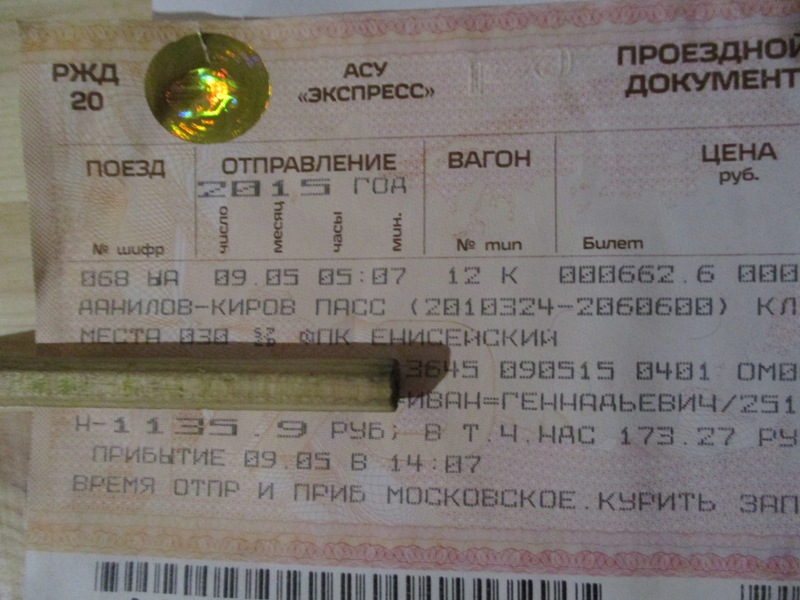 РЖД АСУ ПРОЕЗДНОЙ
20 «ЭКСПРЕСС» ДОКУМЕНТ
ПОЕЗД ОТПРАВЛЕНИЕ ВАГОН ЦЕНА
2015 ГОД руб.
число месяц часы мин.
№ шифр № тип Билет
068 ЫА 09.05 05:07 12 К 000662.6 000
ДАНИЛОВ-КИРОВ ПАСС (2010324-2060600) КЛ
МЕСТА 030 ФПК ЕНИСЕЙСКИЙ
3645 090515 0401 ОМ0
=ИВАН=ГЕННАДЬЕВИЧ/251
Н-1135.9 РУБ; В Т.Ч.НДС 173.27 РУ
ПРИБЫТИЕ 09.05 В 14:07
ВРЕМЯ ОТПР И ПРИБ МОСКОВСКОЕ.КУРИТЬ ЗАП